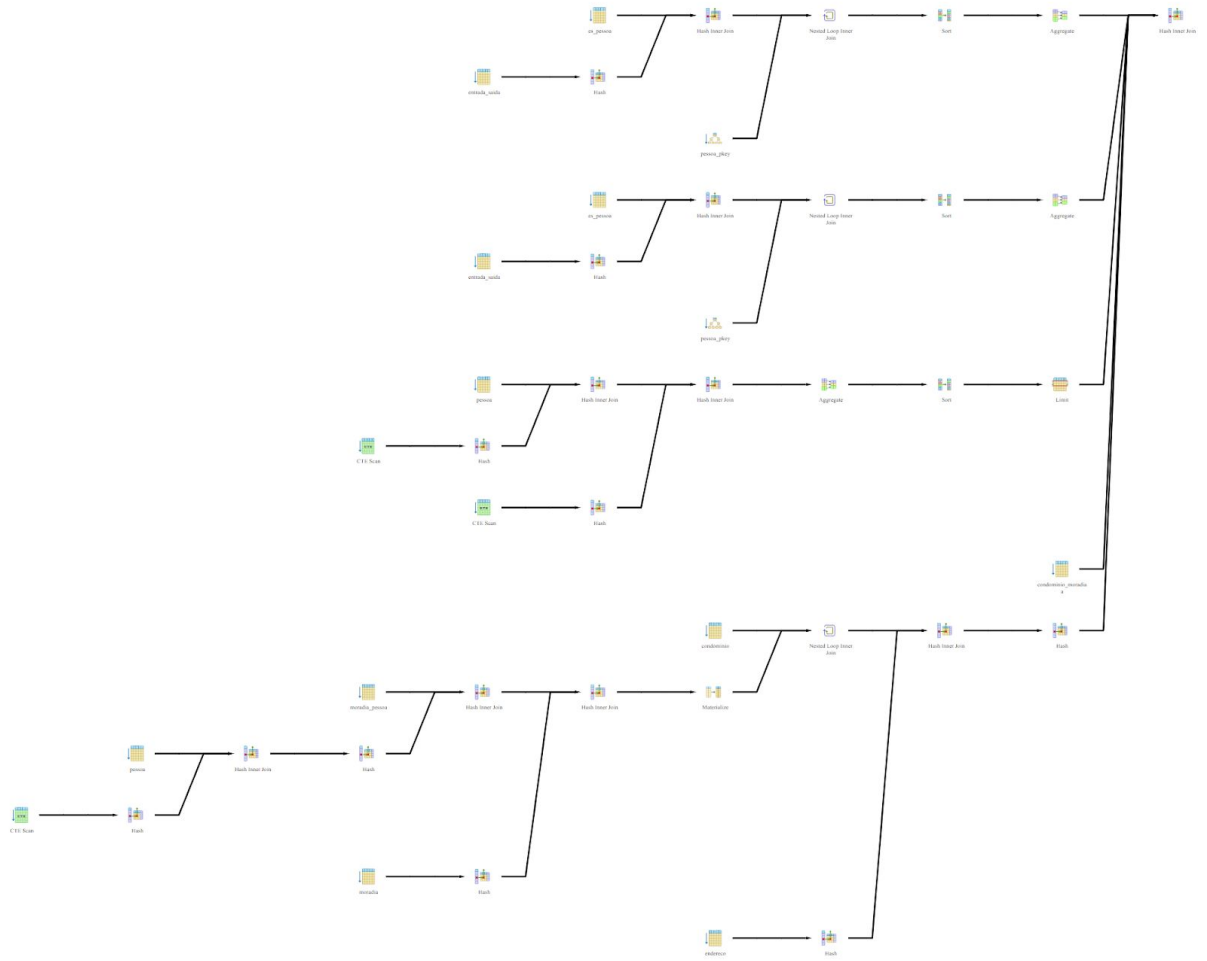 es_pessoa
Hash Inner Join
Nested Loop Inner
Join
Sort
Aggregate
Hash Inner Join
entrada_saida
Hash
pessoa_pkey
es_pessoa
Hash Inner Join
Nested Loop Inner
Join
Sort
Aggregate
entrada_saida
Hash
pessoa_pkey
pessoa
Hash Inner Join
Hash Inner Join
Aggregate
Sort
Limit
CTE Scan
Hash
CTE Scan
Hash
condominio_moradia
condominio
Nested Loop Inner
Join
Hash Inner Join
Hash
moradia_pessoa
Hash Inner Join
Hash Inner Join
Materialize
pessoa
Hash Inner Join
Hash
CTE Scan
Hash
moradia
Hash
endereco
Hash